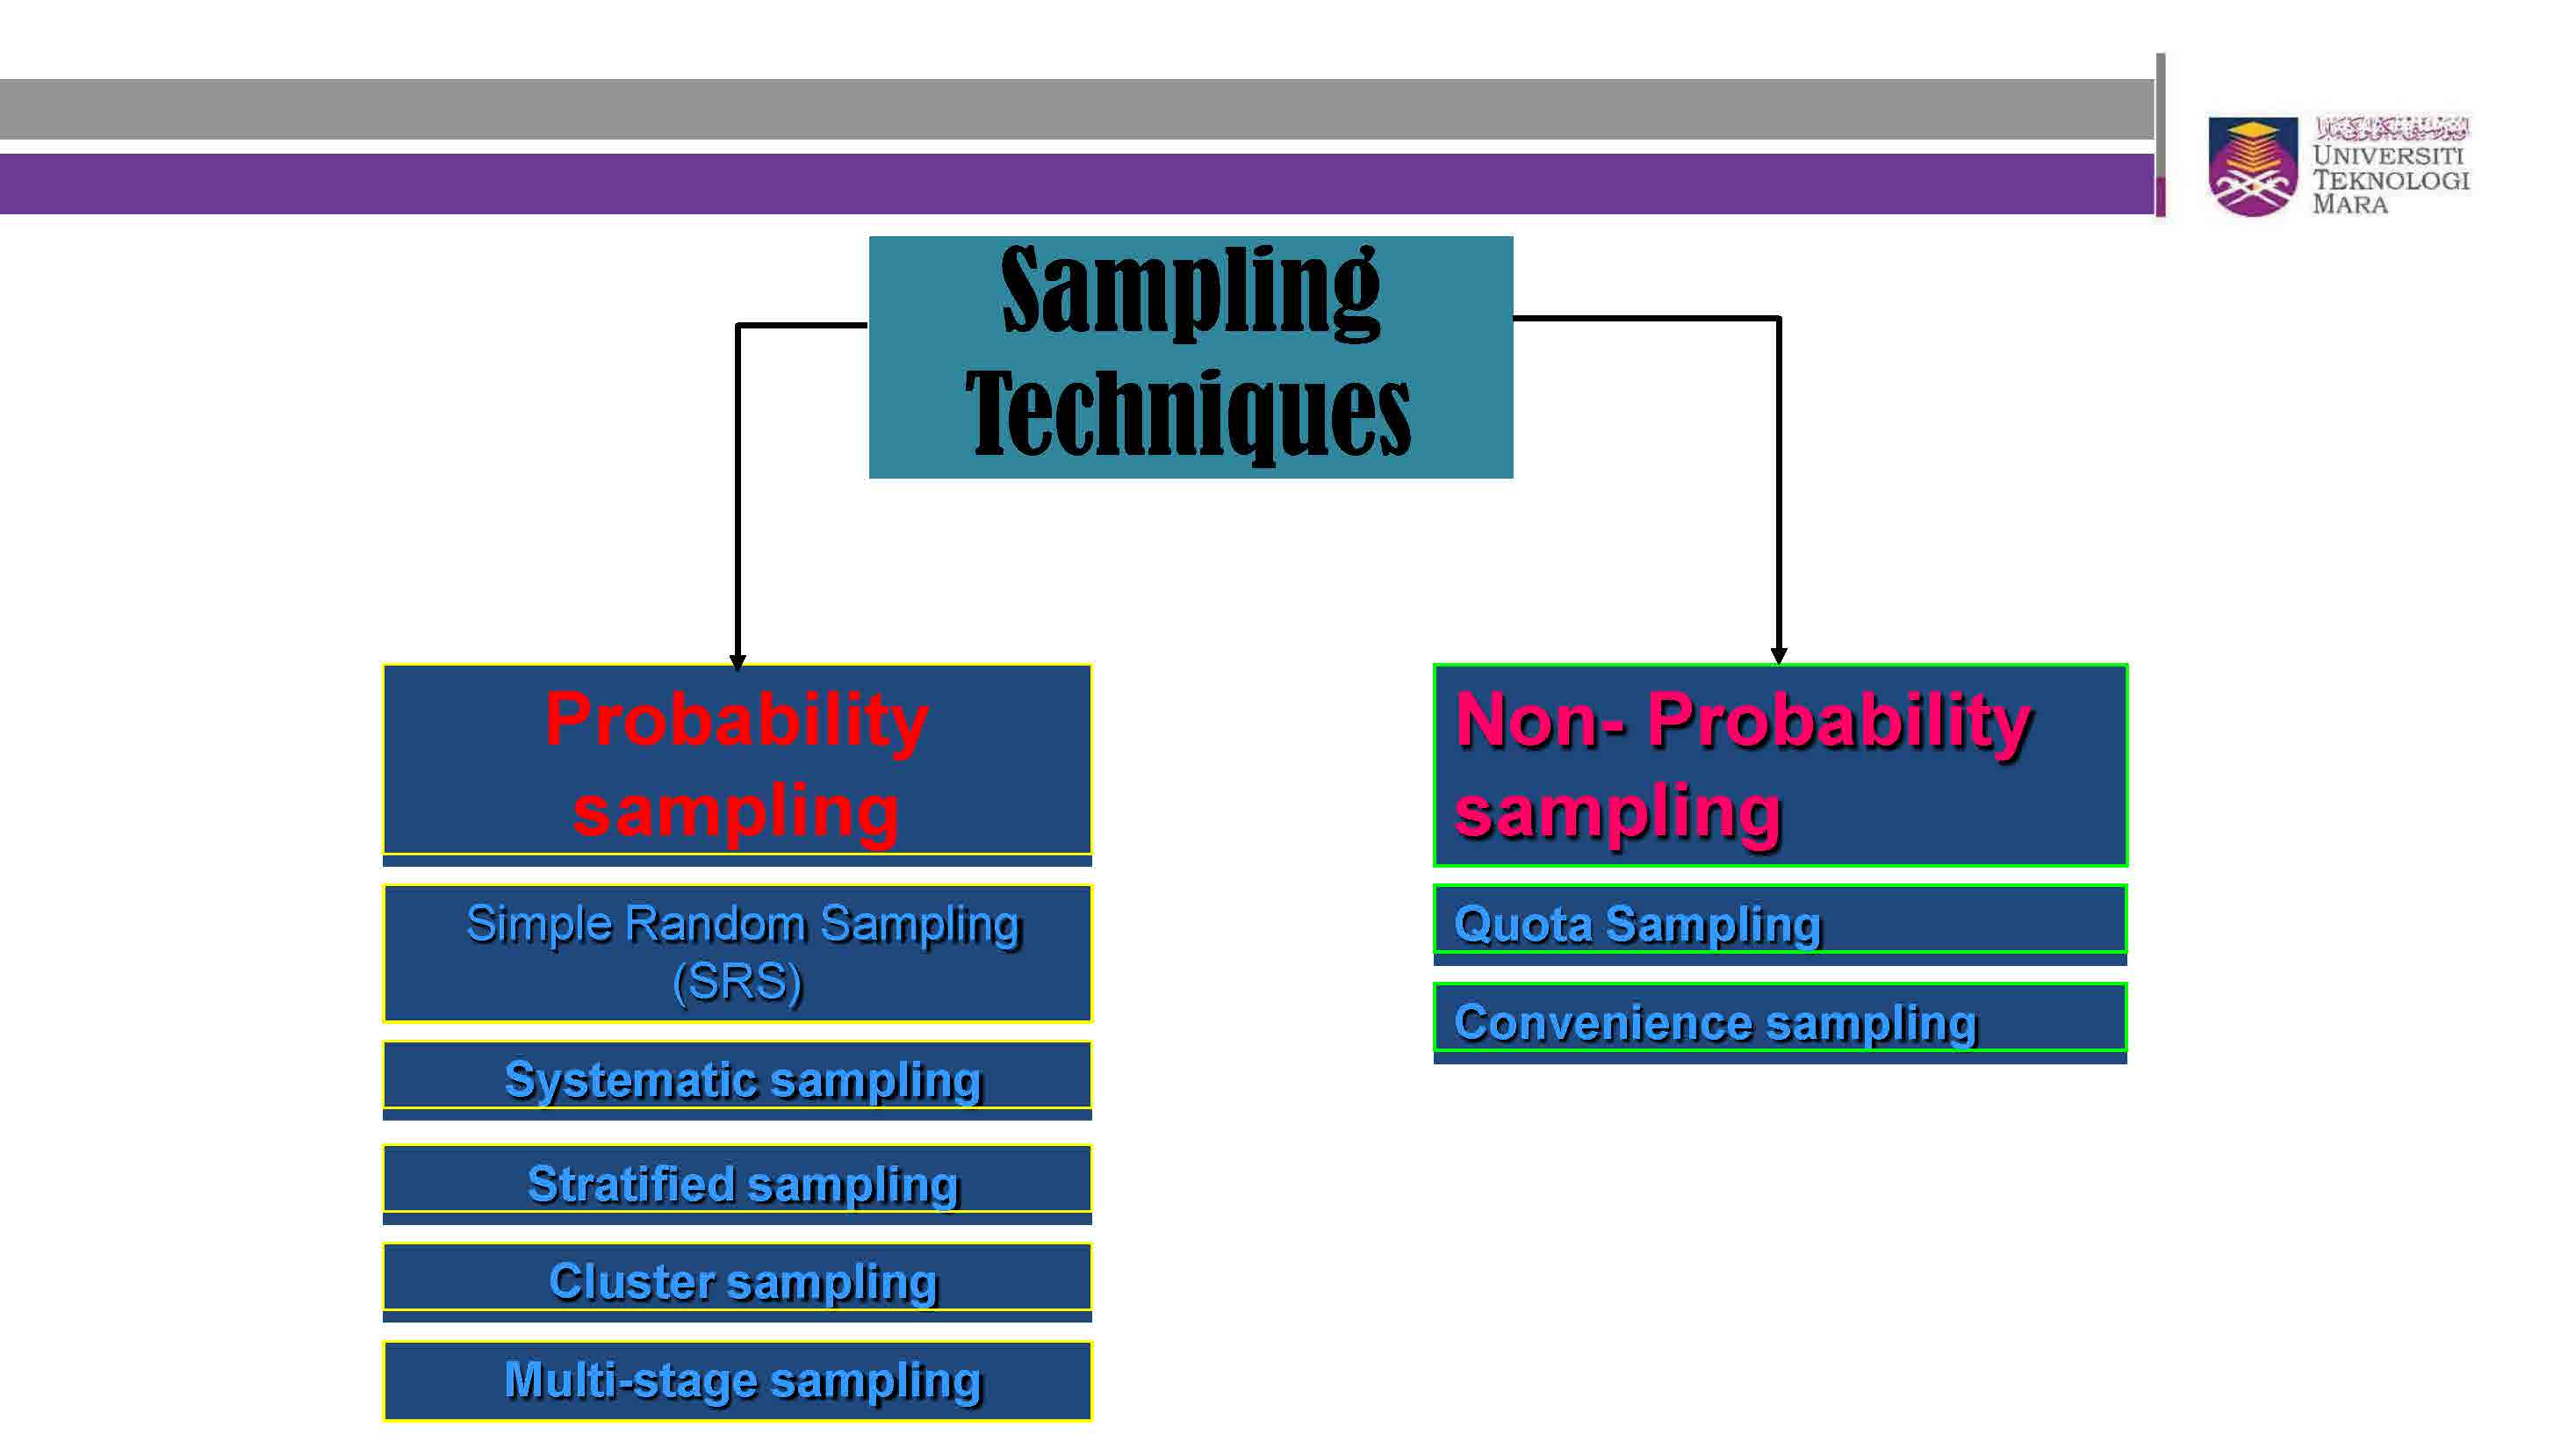 UNIVERSITI
TEKNOLOGI
MARA
Sampling
Techniques
Probability
sampling
Simple Random Sampling
(SRS)
Systematic sampling
Stratified sampling
Cluster sampling
Multi-stage sampling
Non- Probability
sampling
Quota Sampling
Convenience sampling